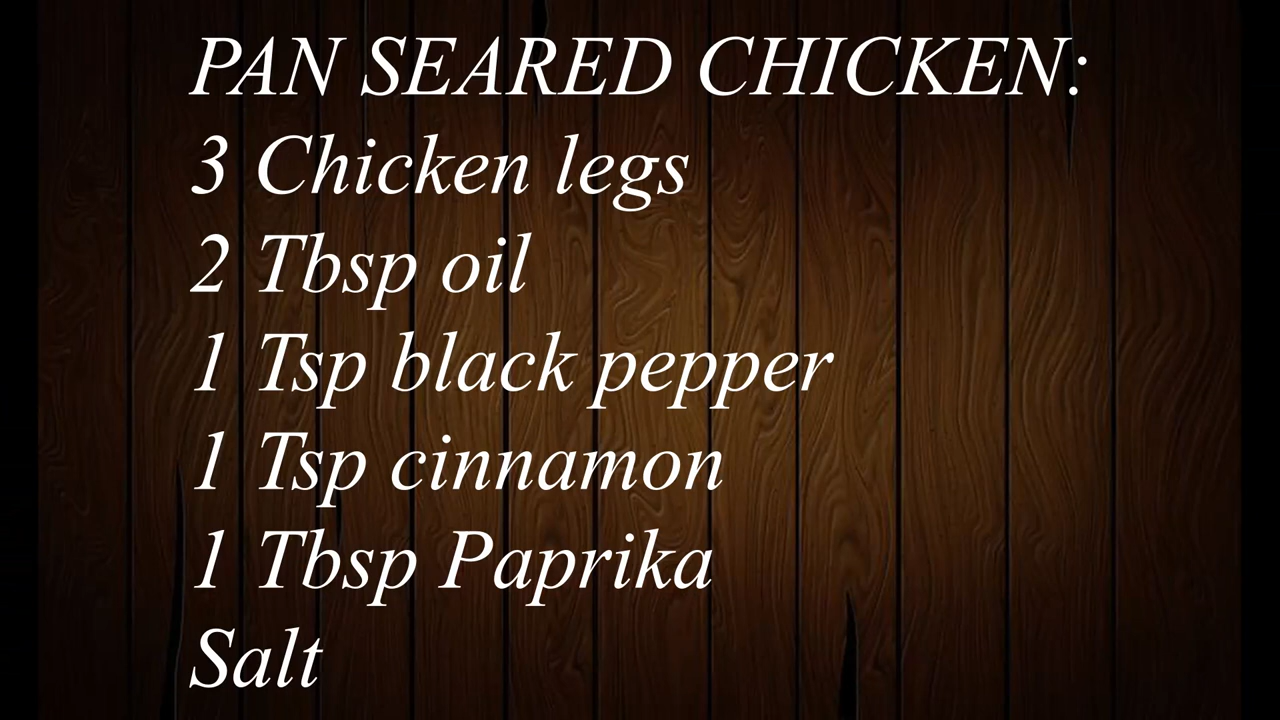 PAN SEARED CHICKEN:
3 Chicken legs
2 Tbsp oil
1 Tsp black pepper
1 Tsp cinnamon
1 Tbsp Paprika
Salt